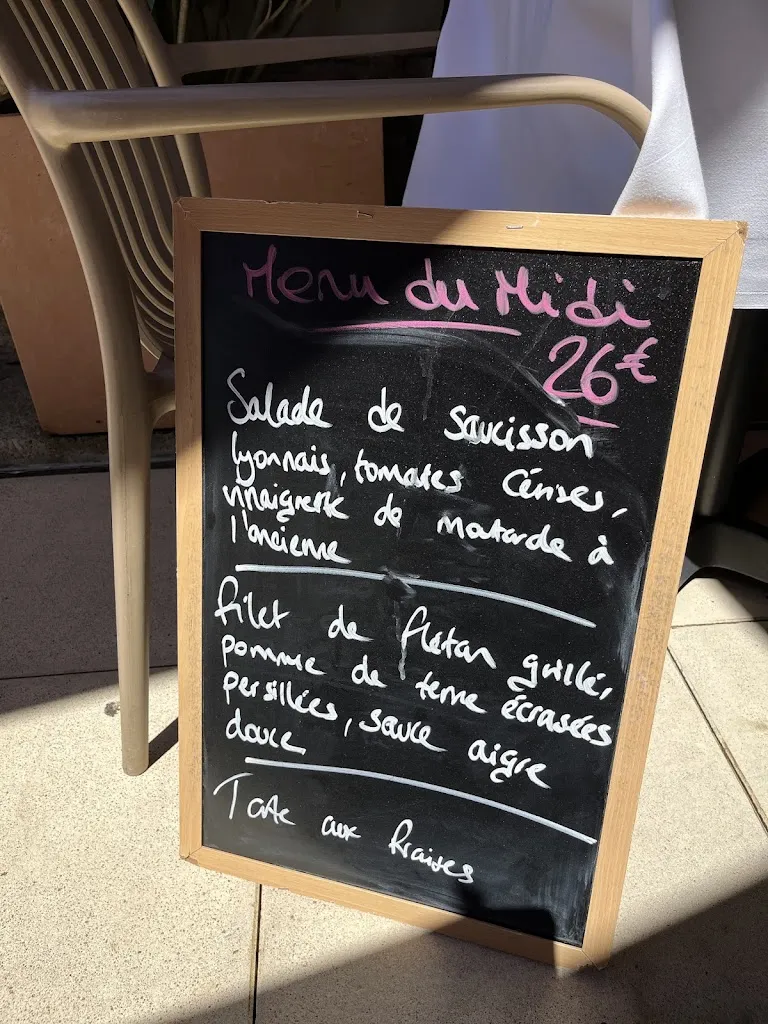 Menu du Midi
26€
Salade de saucisson
lyonnais, tomates Cérises,
vinaigrette de moutarde à
l'ancienne
Filet de flétan grillé,
pomme de terre écrasées
persillées, sauce aigre
douce
Tarte aux fraises